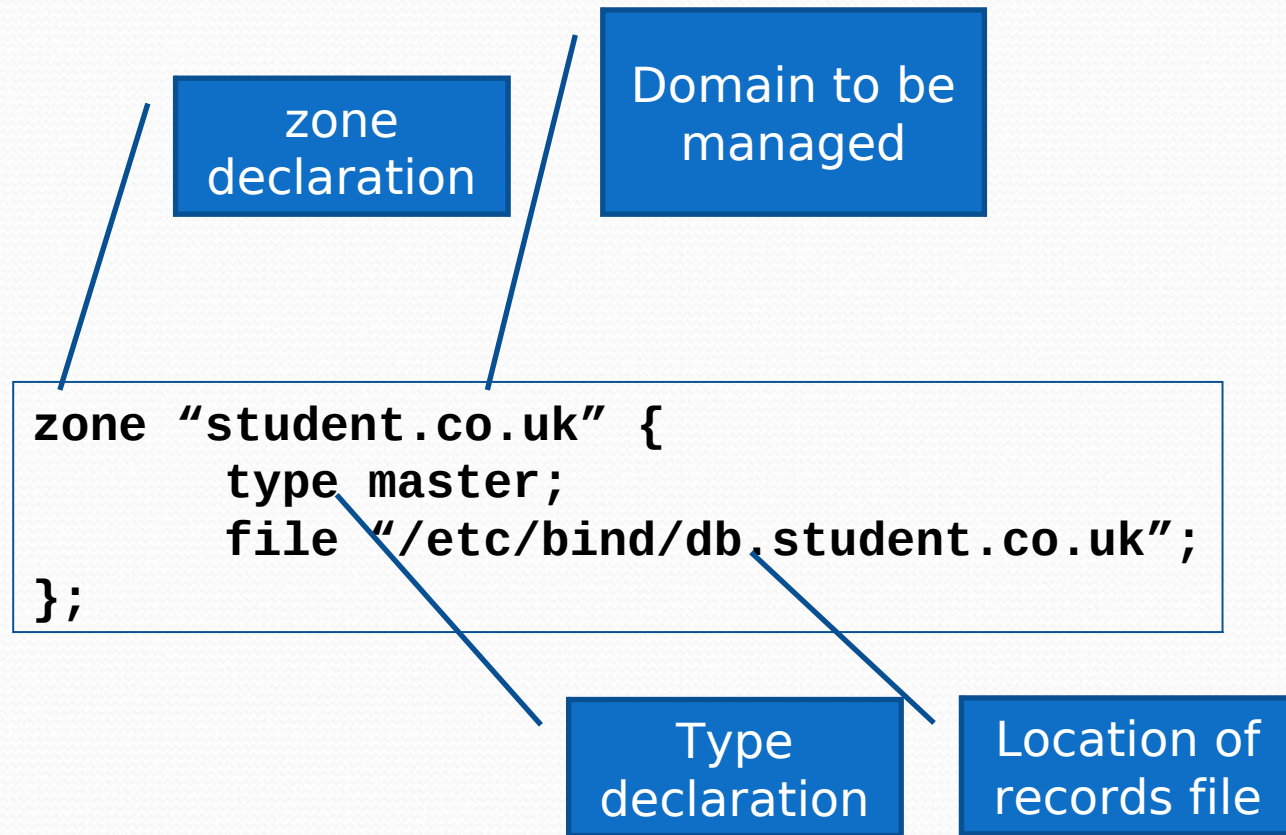 zone
declaration
Domain to be
managed
zone “student.co.uk” {
type master;
file “/etc/bind/db.student.co.uk”;
};
Type
declaration
Location of
records file